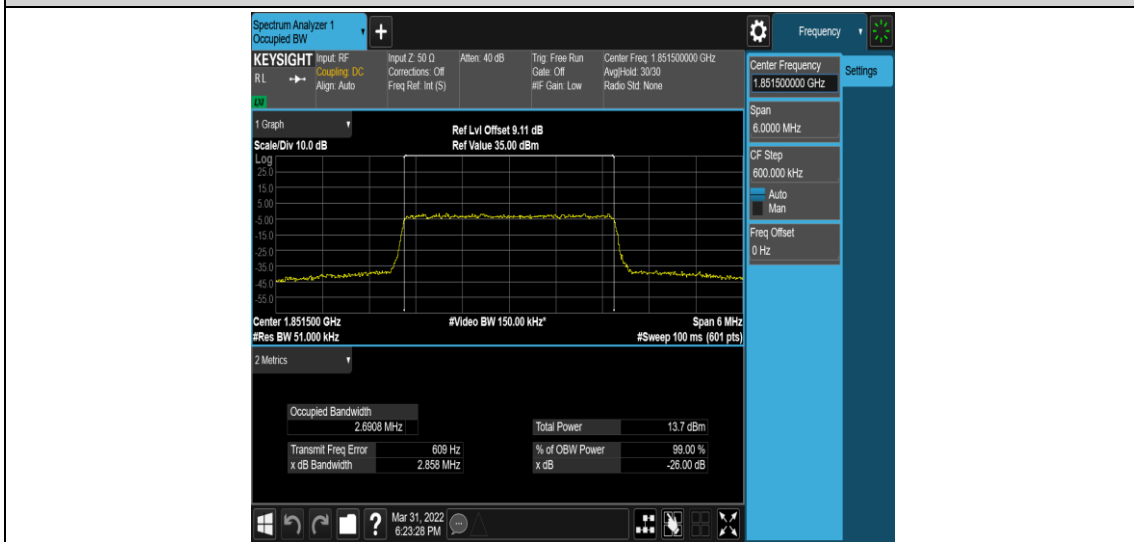 Spectrum Analyzer 1
Occupied BW
+
Frequency
KEYSIGHT
RL
LXI
Input: RF
Coupling: DC
Align: Auto
Input Z: 50 Ω
Corrections: Off
Freq Ref: Int (S)
Atten: 40 dB
Trig: Free Run
Gate: Off
#IF Gain: Low
Center Freq: 1.851500000 GHz
Avg|Hold: 30/30
Radio Std: None
Center Frequency
1.851500000 GHz
Settings
Span
6.0000 MHz
CF Step
600.000 kHz
Auto
Man
Freq Offset
0 Hz
1 Graph
Ref Lvl Offset 9.11 dB
Scale/Div 10.0 dB
Ref Value 35.00 dBm
Log
25.0
15.0
5.00
-5.00
-15.0
-25.0
-35.0
-45.0
-55.0
Center 1.851500 GHz
#Video BW 150.00 kHz*
Span 6 MHz
#Res BW 51.000 kHz
#Sweep 100 ms (601 pts)
2 Metrics
Occupied Bandwidth
2.6908 MHz
Total Power 13.7 dBm
Transmit Freq Error 609 Hz
% of OBW Power 99.00 %
x dB Bandwidth 2.858 MHz
x dB -26.00 dB
?
Mar 31, 2022
6:23:28 PM